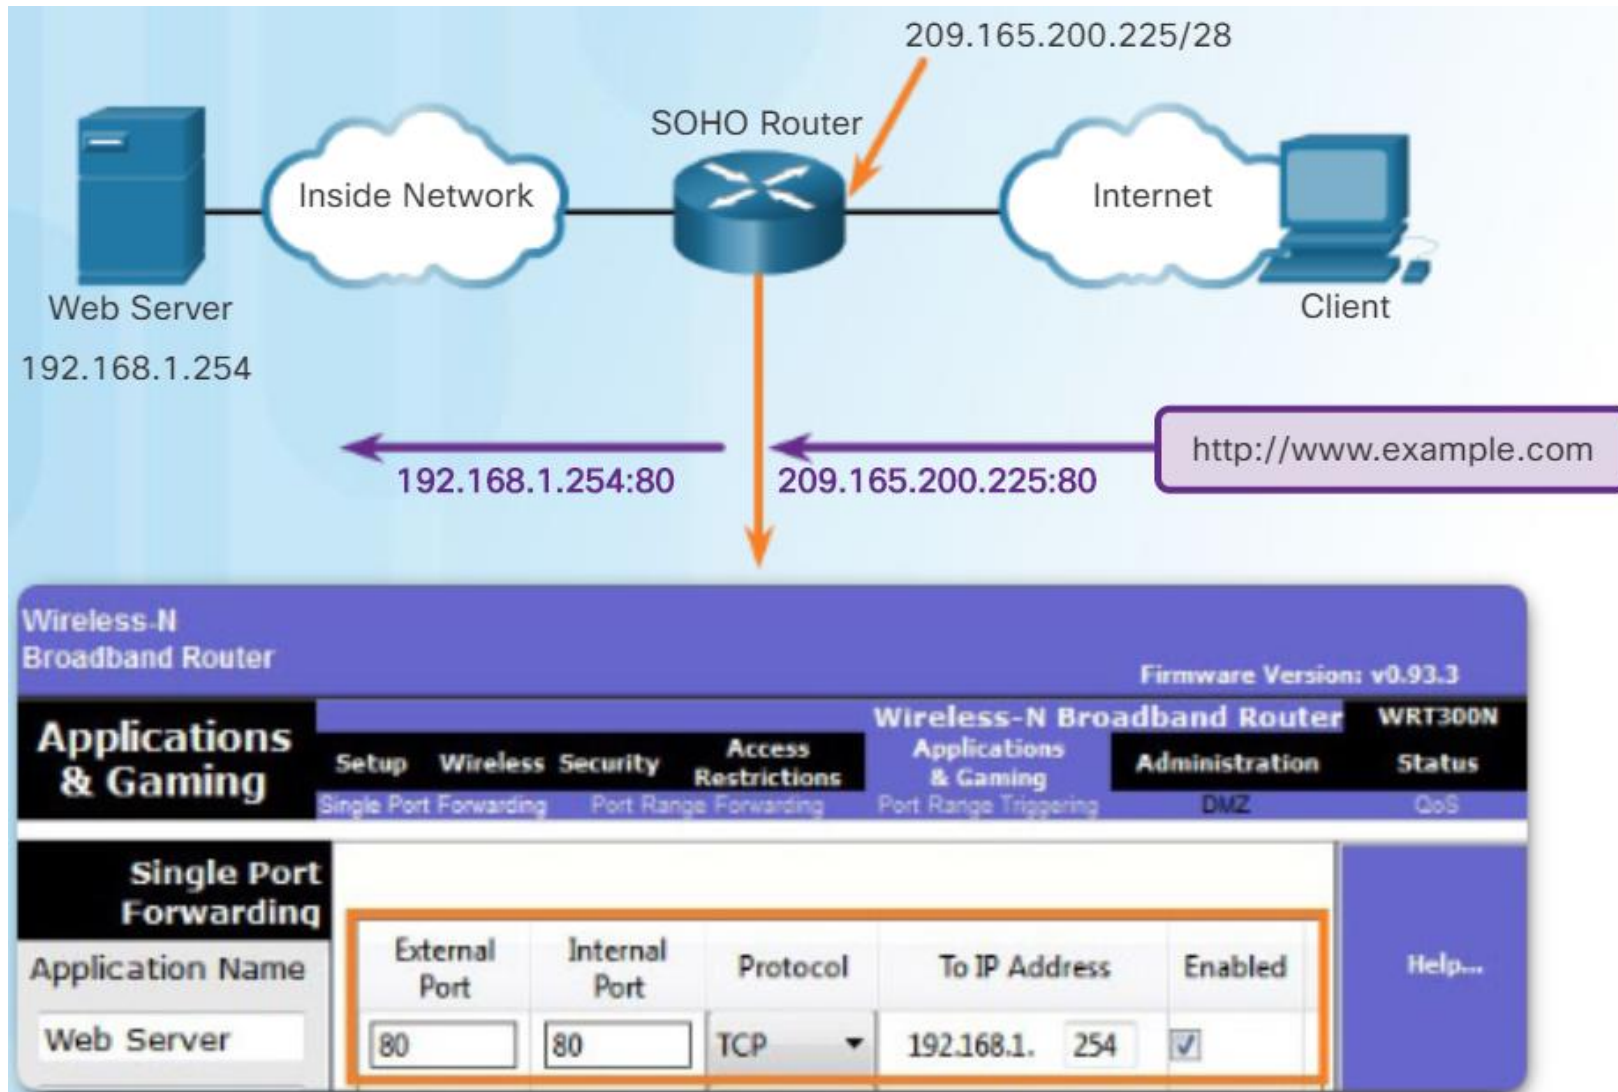 209.165.200.225/28
SOHO Router
Inside Network
Internet
Web Server
192.168.1.254
Client
http://www.example.com
192.168.1.254:80
209.165.200.225:80
Wireless-N
Broadband Router
Firmware Version: v0.93.3
Applications
& Gaming
Wireless-N Broadband Router WRT300N
Setup Wireless Security Access
Restrictions Applications
& Gaming Administration Status
Single Port Forwarding Port Range Forwarding Port Range Triggering DMZ QoS
Single Port
Forwarding
Application Name
External
Port
Internal
Port
Protocol
To IP Address
Enabled
Help...
Web Server
80 80 TCP 192.168.1. 254